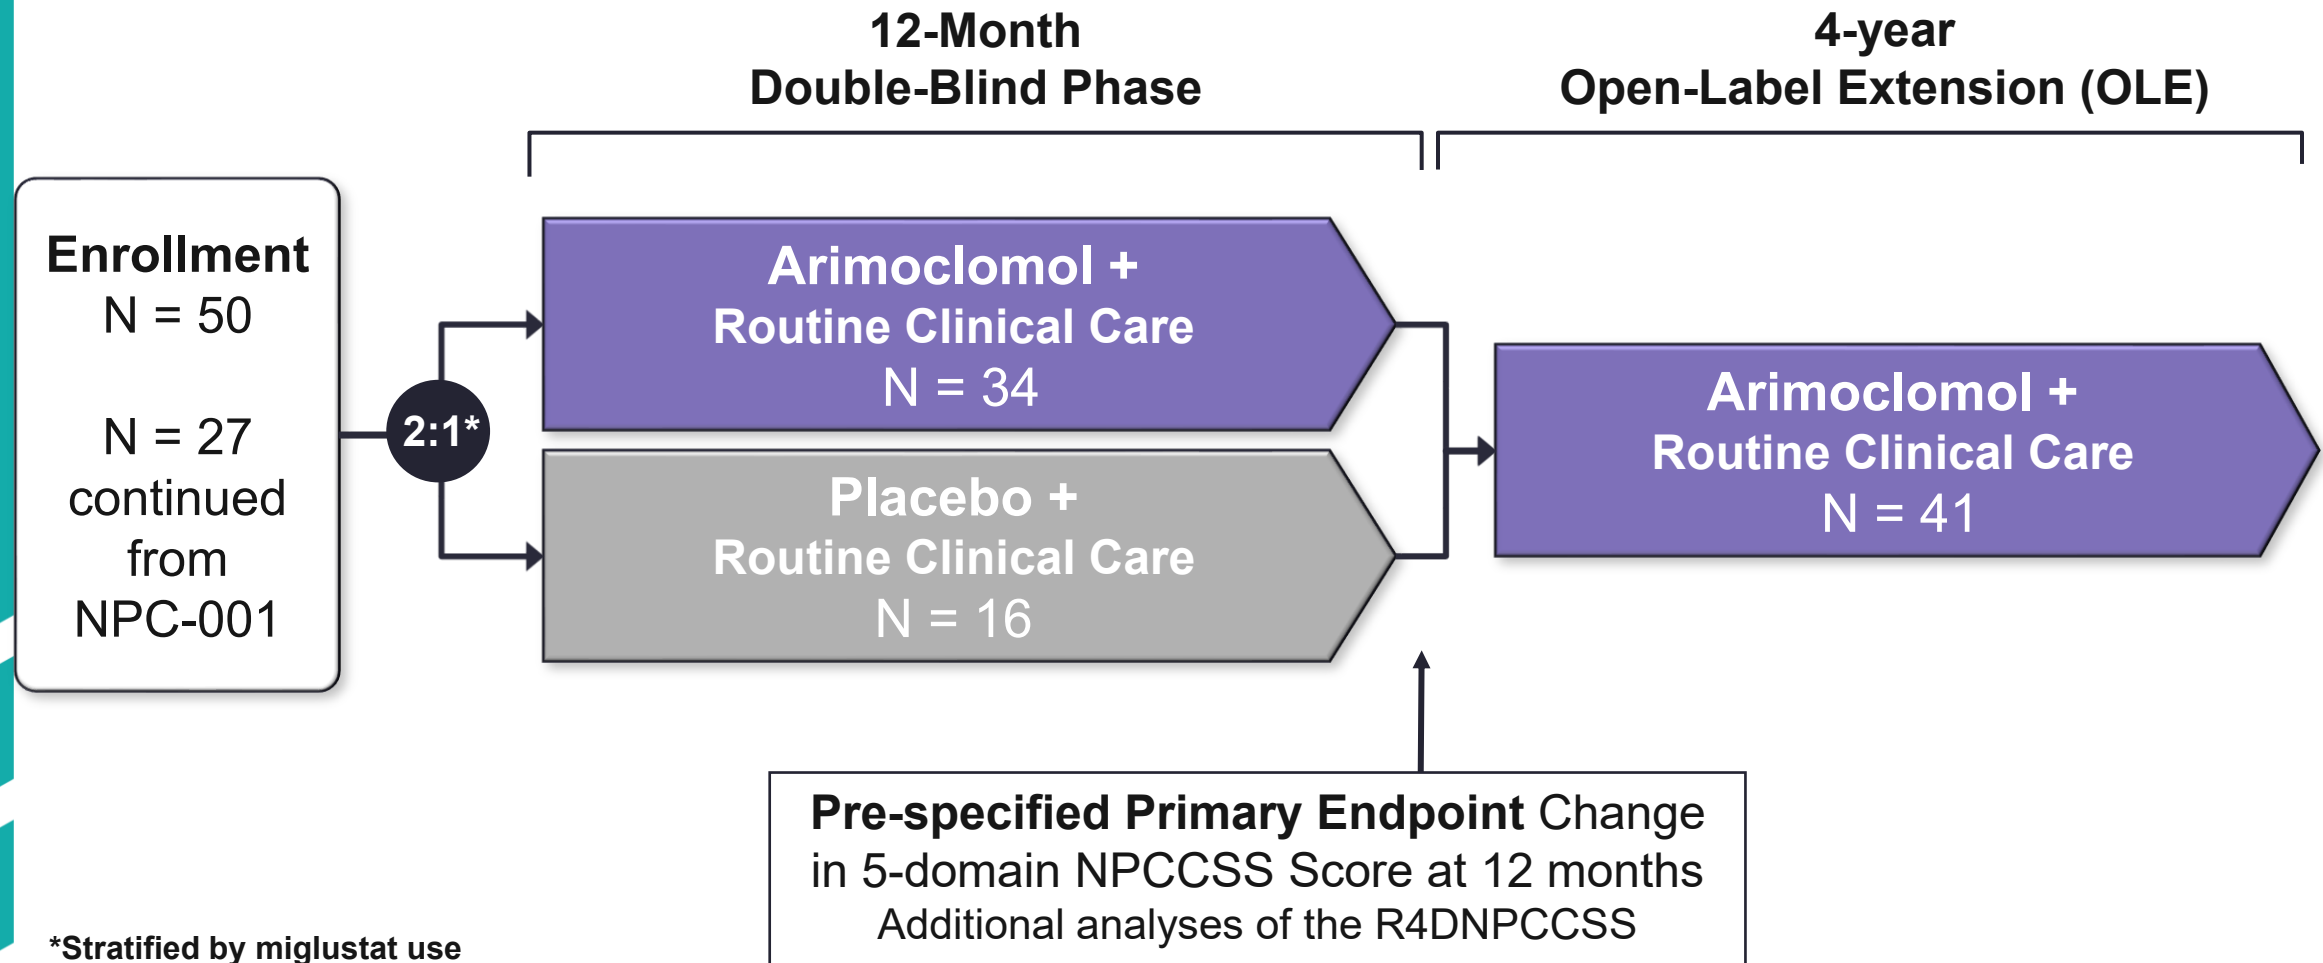 12-Month
Double-Blind Phase
4-year
Open-Label Extension (OLE)
Enrollment
N = 50
N = 27
continued
from
NPC-001
2:1*
Arimoclomol +
Routine Clinical Care
N = 34
Placebo +
Routine Clinical Care
N = 16
Arimoclomol +
Routine Clinical Care
N = 41
Pre-specified Primary Endpoint Change
in 5-domain NPCCSS Score at 12 months
Additional analyses of the R4DNPCCSS
*Stratified by miglustat use